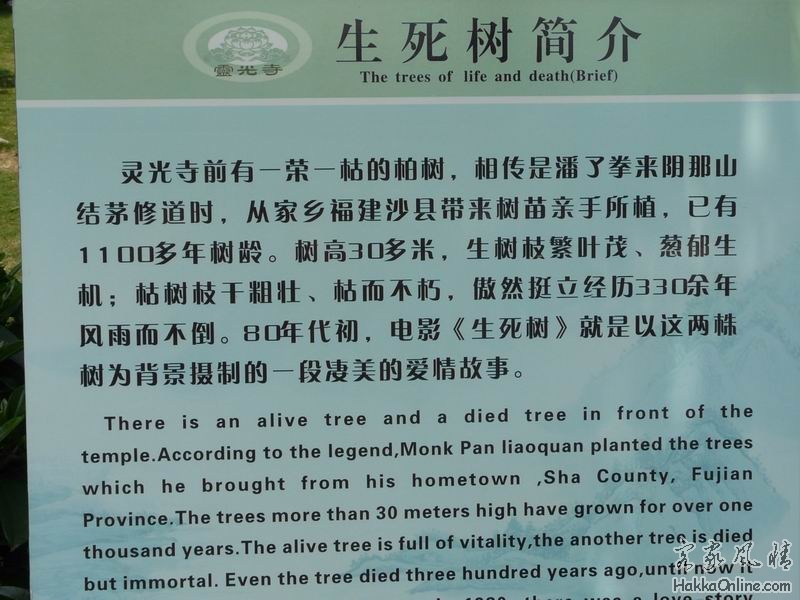 靈光寺
生死树简介
The trees of life and death(Brief)
灵光寺前有一荣一枯的柏树，相传是潘了拳来阴那山
结茅修道时，从家乡福建沙县带来树苗亲手所植，已有
1100多年树龄。树高30多米，生树枝繁叶茂、葱郁生
机；枯树枝干粗壮、枯而不朽，傲然挺立经历330余年
风雨而不倒。80年代初，电影《生死树》就是以这两株
树为背景摄制的一段凄美的爱情故事。
There is an alive tree and a died tree in front of the
temple.According to the legend,Monk Pan liaoquan planted the trees
which he brought from his hometown ,Sha County, Fujian
Province.The trees more than 30 meters high have grown for over one
thousand years.The alive tree is full of vitality,the another tree is died
but immortal. Even the tree died three hundred years ago,until now it
1980, there was a love story
客家风情
HakkaOnline.com